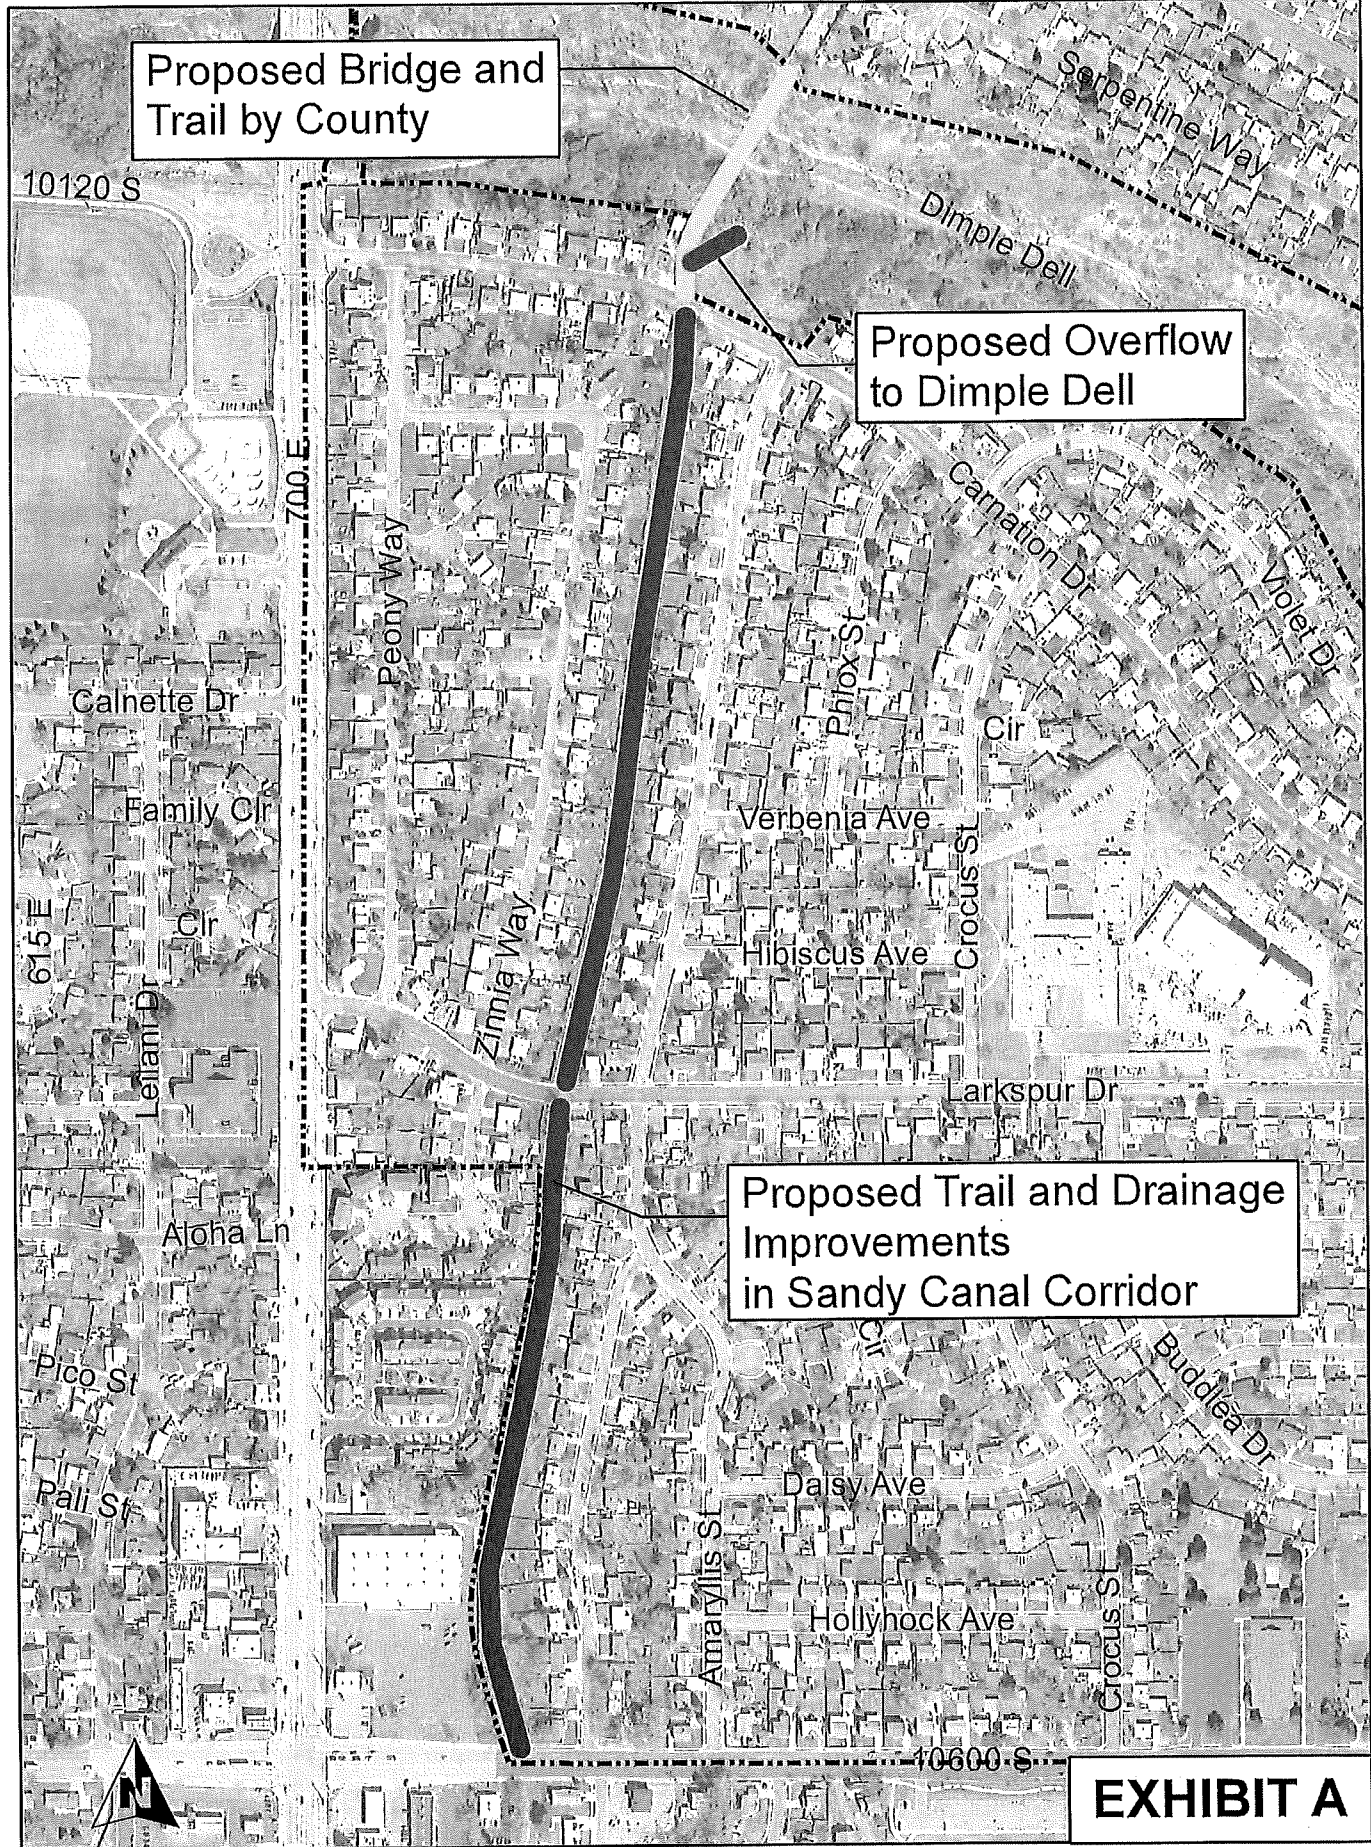 Proposed Bridge and
Trail by County
Serpentine Way
10120 S
Dimple Dell
Proposed Overflow
to Dimple Dell
700 E
Carnation Dr
Peony Way
Violet Dr
Phlox St
Calnette Dr
Cir
Family Cir
Verbenia Ave
Crocus St
615 E
Cir
Zinnia Way
Hibiscus Ave
Leilani Dr
Larkspur Dr
Proposed Trail and Drainage
Improvements
in Sandy Canal Corridor
Aloha Ln
Cir
Pico St
Buddlea Dr
Daisy Ave
Pali St
Amaryllis St
Hollyhock Ave
Crocus St
10600 S
N
EXHIBIT A